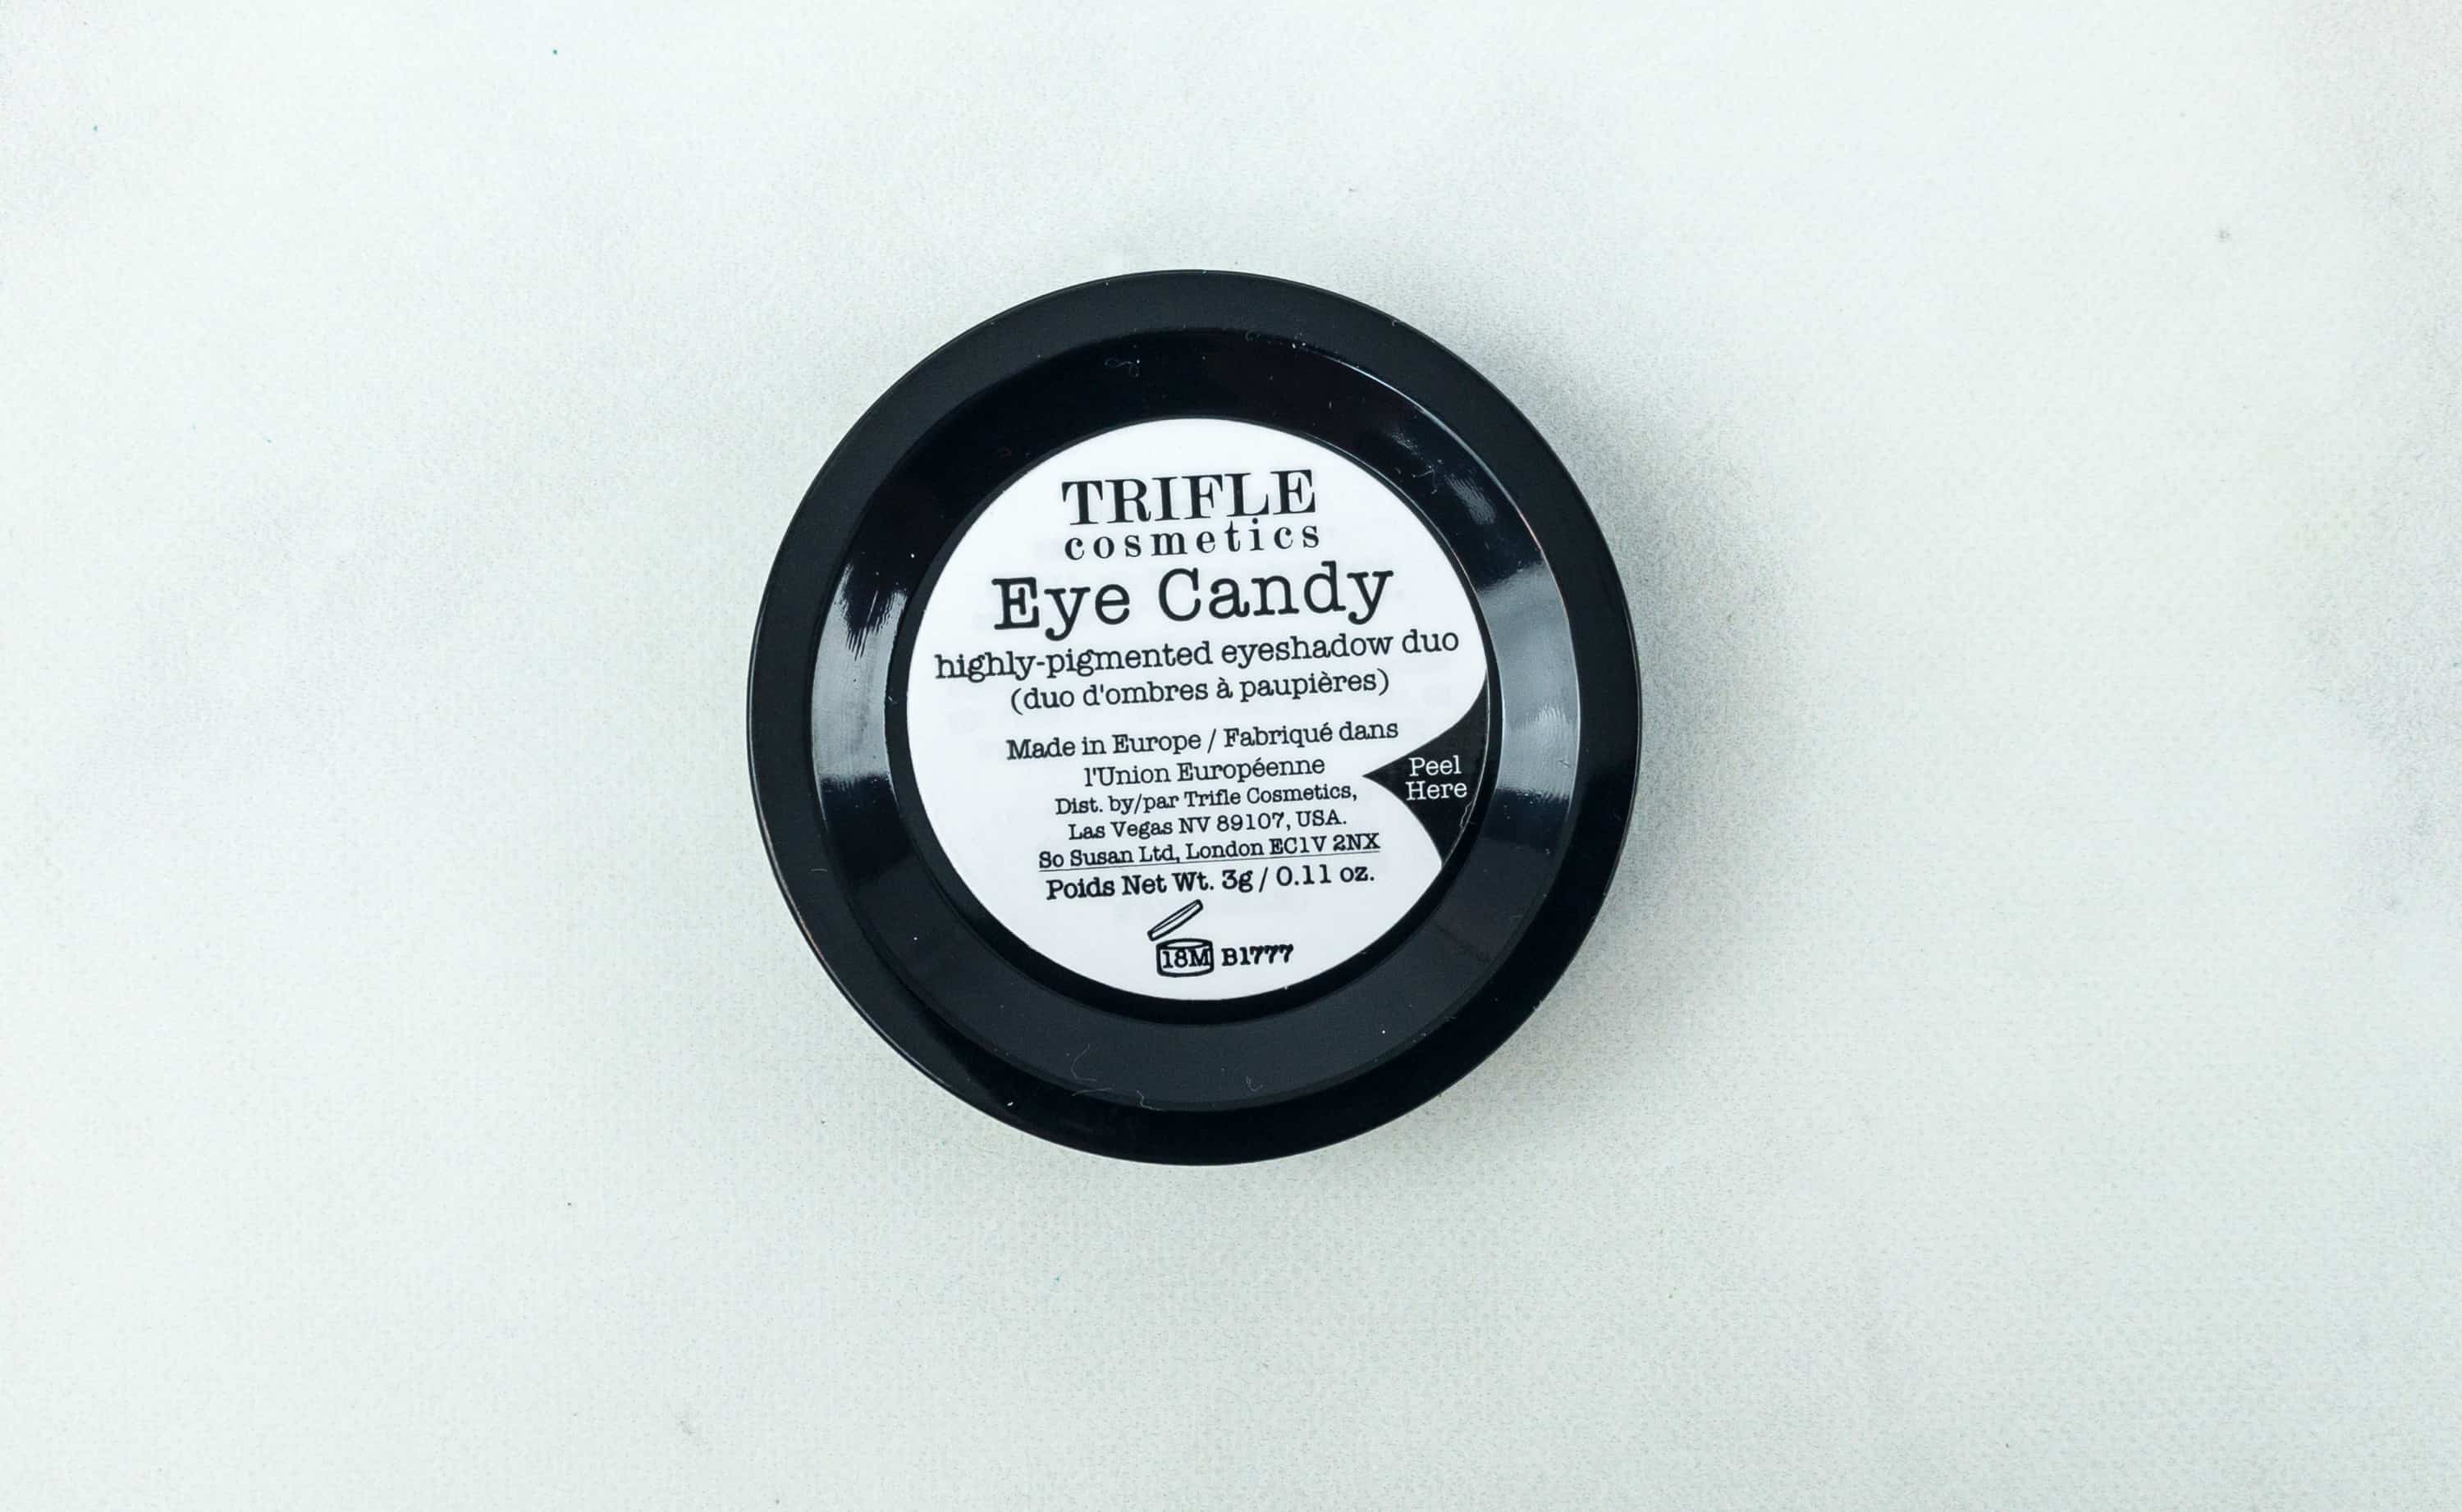 TRIFLE
cosmetics
Eye Candy
highly-pigmented eyeshadow duo
(duo d'ombres à paupières)
Made in Europe / Fabriqué dans
l'Union Européenne
Dist. by/par Trifle Cosmetics,
Las Vegas NV 89107, USA.
So Susan Ltd, London EC1V 2NX
Poids Net Wt. 3g / 0.11 oz.
18M B1777
Peel
Here